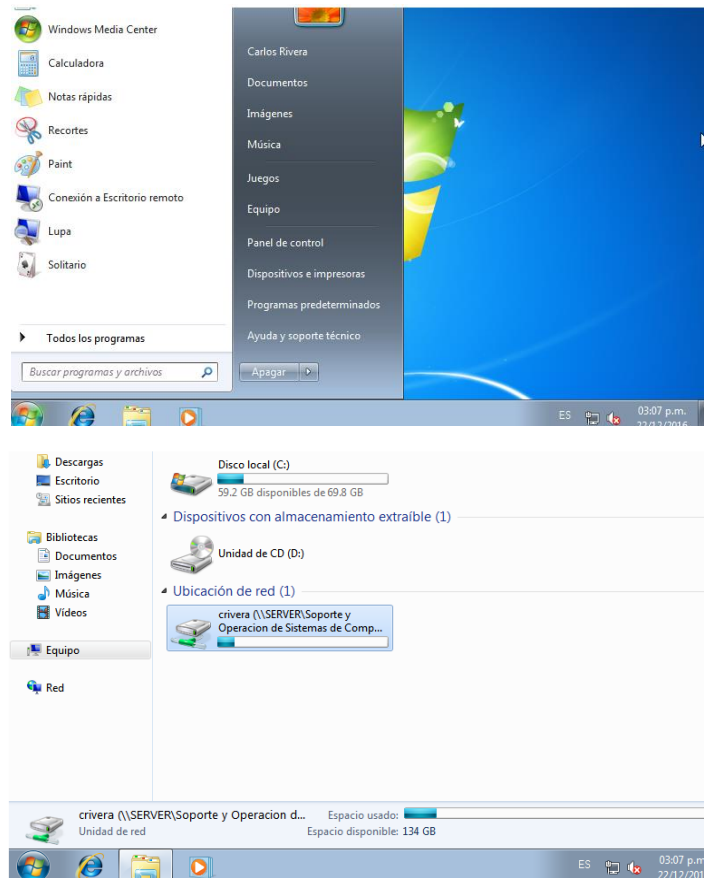 Windows Media Center
Calculadora
Notas rápidas
Recortes
Paint
Conexión a Escritorio remoto
Lupa
Solitario
Todos los programas
Buscar programas y archivos
Carlos Rivera
Documentos
Imágenes
Música
Juegos
Equipo
Panel de control
Dispositivos e impresoras
Programas predeterminados
Ayuda y soporte técnico
Apagar
ES
03:07 p.m.
22/12/2016
Descargas
Escritorio
Sitios recientes
Bibliotecas
Documentos
Imágenes
Música
Vídeos
Equipo
Red
Disco local (C:)
59.2 GB disponibles de 69.8 GB
Dispositivos con almacenamiento extraíble (1)
Unidad de CD (D:)
Ubicación de red (1)
crivera (\\SERVER\Soporte y
Operacion de Sistemas de Comp...
crivera (\\SERVER\Soporte y Operacion d... Espacio usado:
Unidad de red Espacio disponible: 134 GB
ES
03:07 p.m
22/12/201